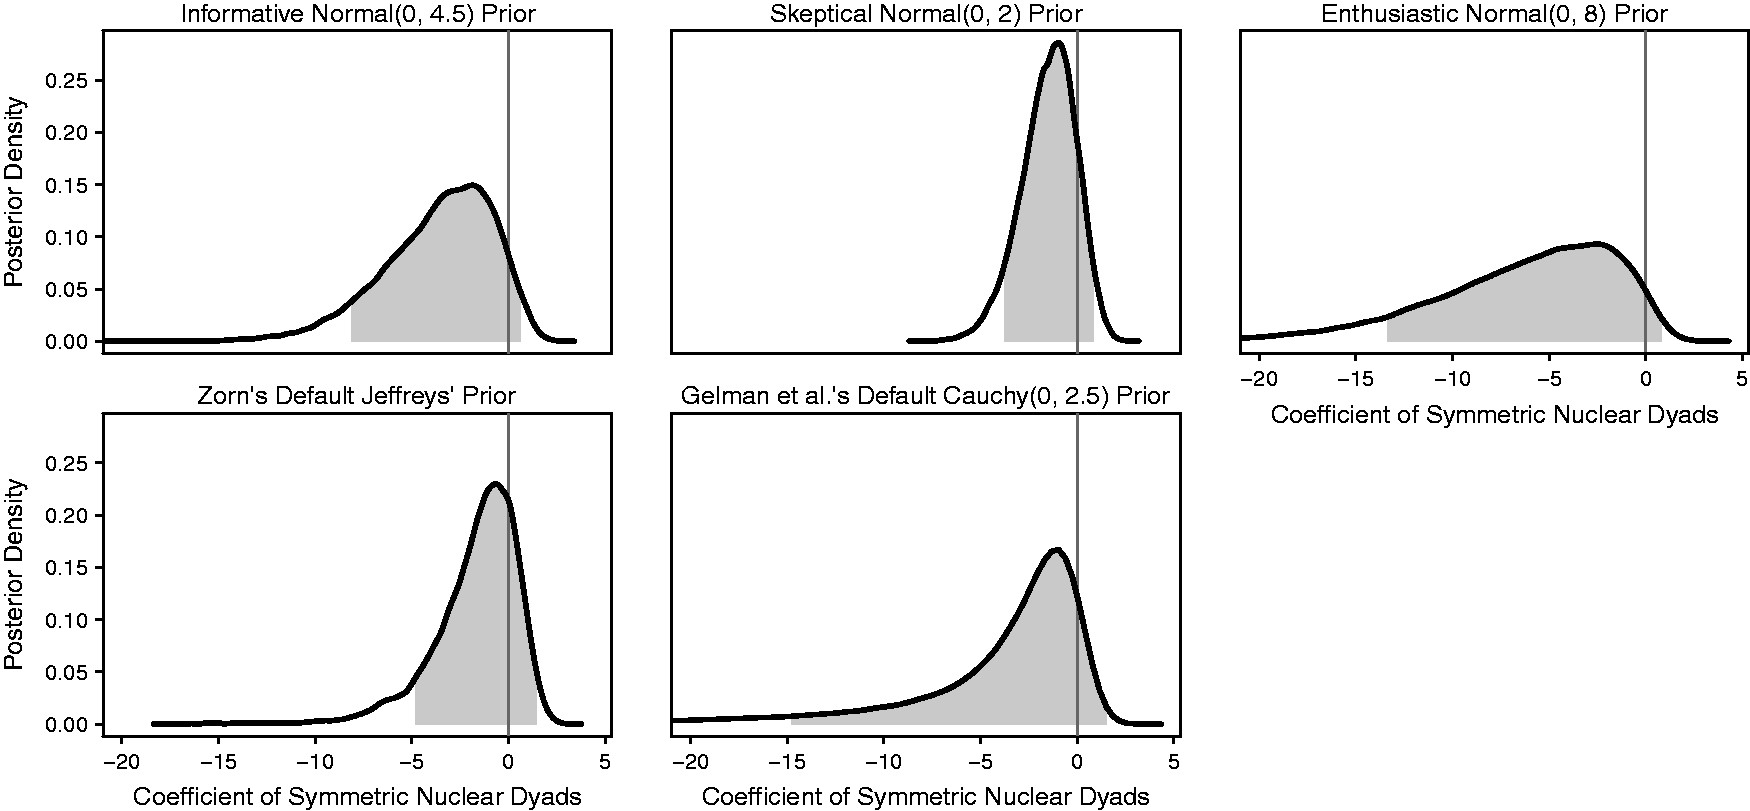 Informative Normal(0, 4.5) Prior
Skeptical Normal(0, 2) Prior
Enthusiastic Normal(0, 8) Prior
Posterior Density
0.25
0.20
0.15
0.10
0.05
0.00
−20 −15 −10 −5 0 5
Coefficient of Symmetric Nuclear Dyads
Zorn's Default Jeffreys' Prior
Gelman et al.'s Default Cauchy(0, 2.5) Prior
Posterior Density
0.25
0.20
0.15
0.10
0.05
0.00
−20 −15 −10 −5 0 5
−20 −15 −10 −5 0 5
Coefficient of Symmetric Nuclear Dyads
Coefficient of Symmetric Nuclear Dyads